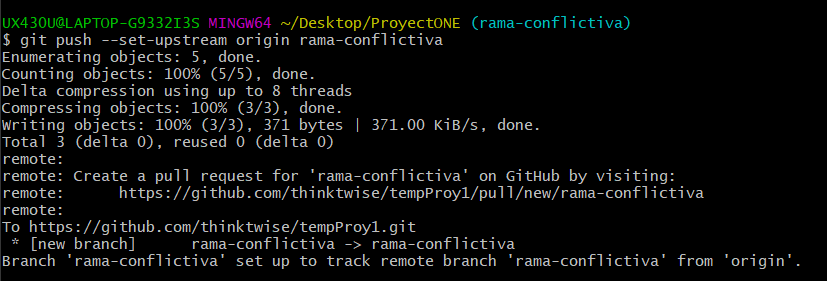 UX430U@LAPTOP-G9332I3S MINGW64 ~/Desktop/ProyectONE (rama-conflictiva)
$ git push --set-upstream origin rama-conflictiva
Enumerating objects: 5, done.
Counting objects: 100% (5/5), done.
Delta compression using up to 8 threads
Compressing objects: 100% (3/3), done.
Writing objects: 100% (3/3), 371 bytes | 371.00 KiB/s, done.
Total 3 (delta 0), reused 0 (delta 0)
remote:
remote: Create a pull request for 'rama-conflictiva' on GitHub by visiting:
remote:      https://github.com/thinktwise/tempProy1/pull/new/rama-conflictiva
remote:
To https://github.com/thinktwise/tempProy1.git
 * [new branch]      rama-conflictiva -> rama-conflictiva
Branch 'rama-conflictiva' set up to track remote branch 'rama-conflictiva' from 'origin'.